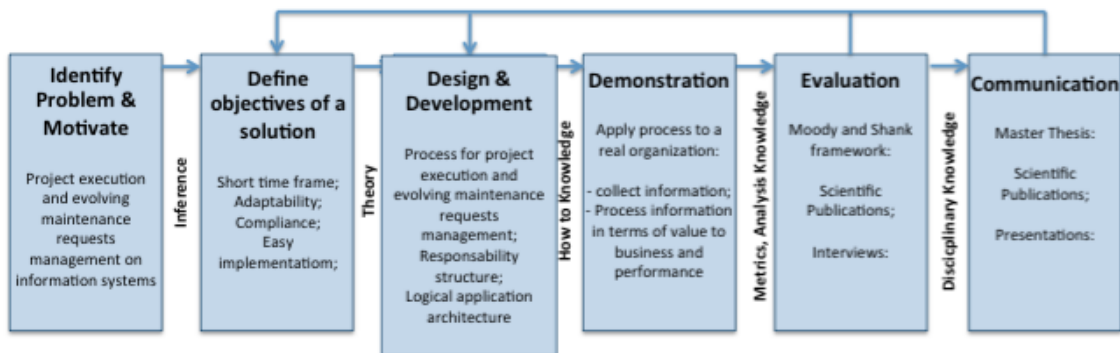 Identify
Problem &
Motivate
Project execution
and evolving
maintenance
requests
management on
information systems
Inference
Define
objectives of a
solution
Short time frame;
Adaptability;
Compliance;
Easy
implementatiom;
Theory
Design &
Development
Process for project
execution and
evolving maintenance
requests
management;
Responsability
structure;
Logical application
architecture
How to Knowledge
Demonstration
Apply process to a
real organization:
- collect information;
- Process information
in terms of value to
business and
performance
Metrics, Analysis Knowledge
Evaluation
Moody and Shank
framework:
Scientific
Publications;
Interviews:
Discicplinary Knowledge
Communication
Master Thesis:
Scientific
Publications;
Presentations: